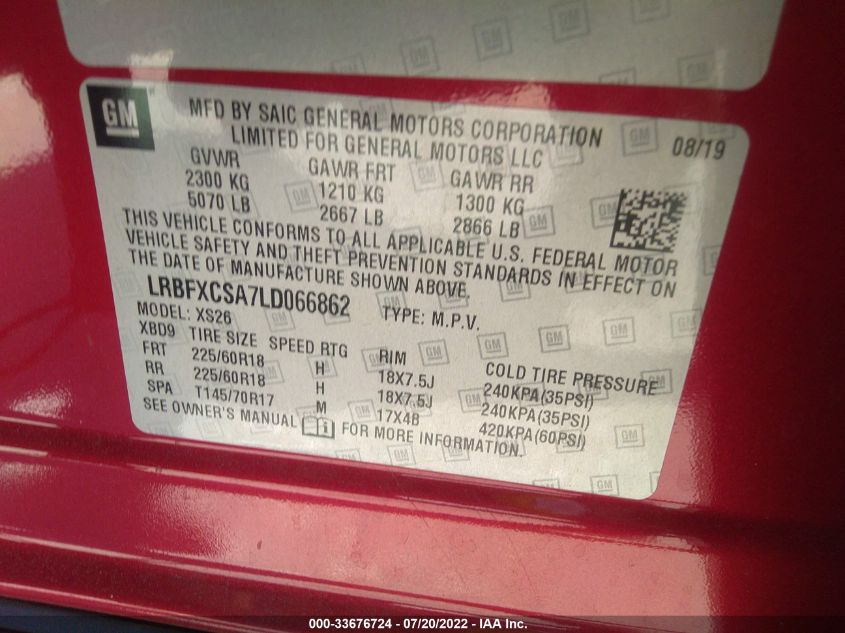 GM
MFD BY SAIC GENERAL MOTORS CORPORATION
LIMITED FOR GENERAL MOTORS LLC
08/19
GVWR GAWR FRT GAWR RR
2300 KG 1210 KG 1300 KG
5070 LB 2667 LB 2866 LB
THIS VEHICLE CONFORMS TO ALL APPLICABLE U.S. FEDERAL MOTOR
VEHICLE SAFETY AND THEFT PREVENTION STANDARDS IN EFFECT ON
THE DATE OF MANUFACTURE SHOWN ABOVE.
LRBFXCSA7LD066862 TYPE: M.P.V.
MODEL: XS26
XBD9 TIRE SIZE SPEED RTG RIM COLD TIRE PRESSURE
FRT 225/60R18 H 18X7.5J 240KPA(35PSI)
RR 225/60R18 H 18X7.5J 240KPA(35PSI)
SPA T145/70R17 M 17X4B 420KPA(60PSI)
SEE OWNER'S MANUAL FOR MORE INFORMATION.
000-33676724 - 07/20/2022 - IAA Inc.